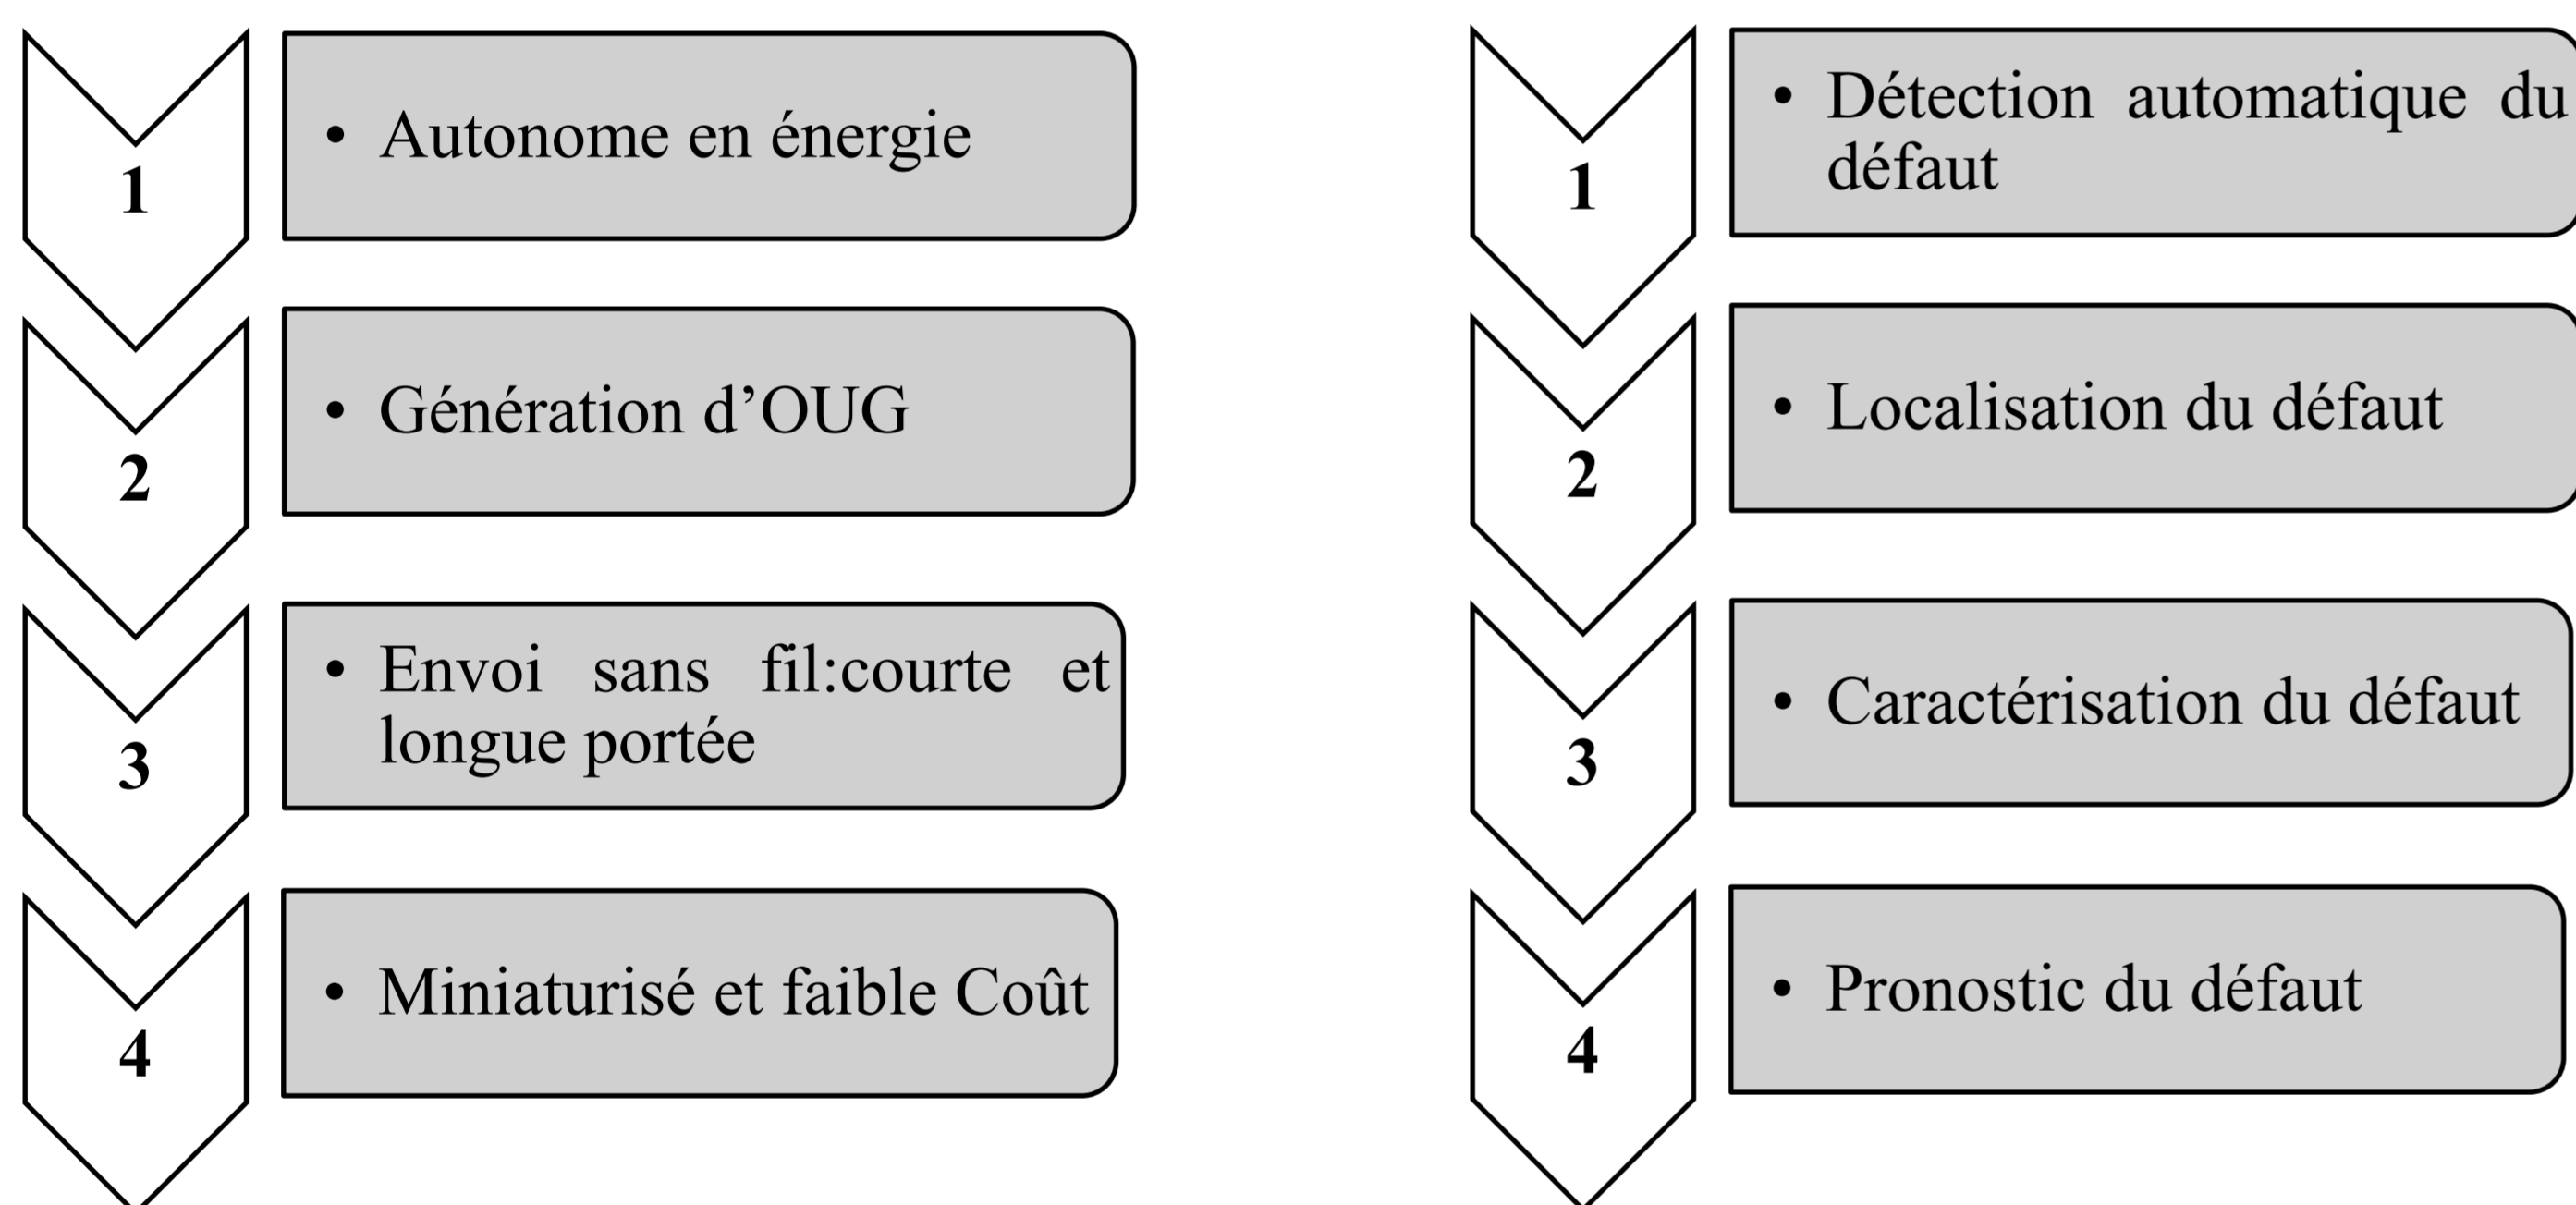 1
• Autonome en énergie
2
• Génération d’OUG
3
• Envoi sans fil:courte et
longue portée
4
• Miniaturisé et faible Coût
1
• Détection automatique du
défaut
2
• Localisation du défaut
3
• Caractérisation du défaut
4
• Pronostic du défaut